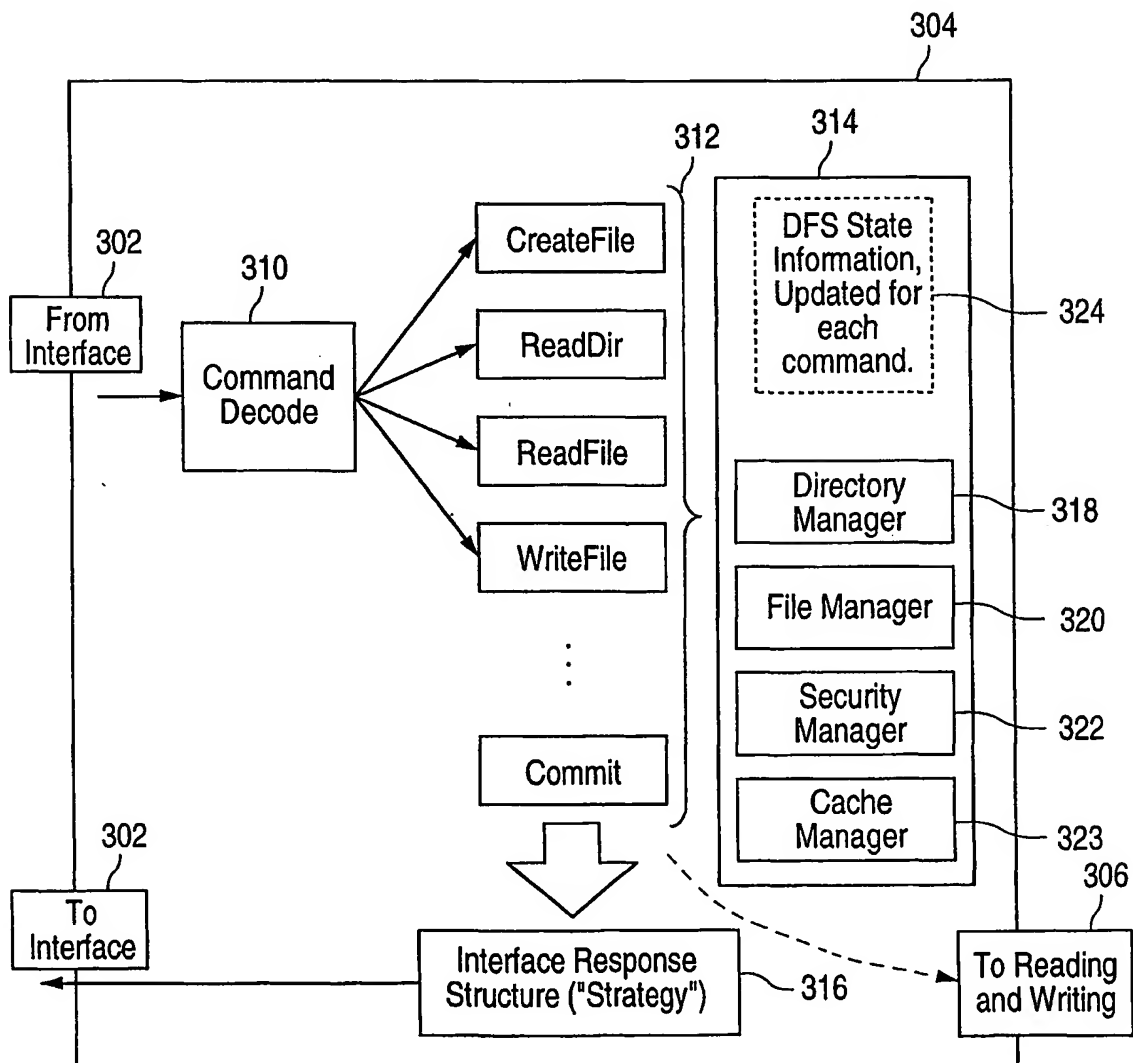 304
312
314
CreateFile
DFS State
Information,
Updated for
each
command.
324
302
310
From
Interface
Command
Decode
ReadDir
ReadFile
Directory
Manager
318
WriteFile
File Manager
320
Security
Manager
322
Commit
Cache
Manager
323
302
306
To
Interface
Interface Response
Structure ("Strategy")
316
To Reading
and Writing